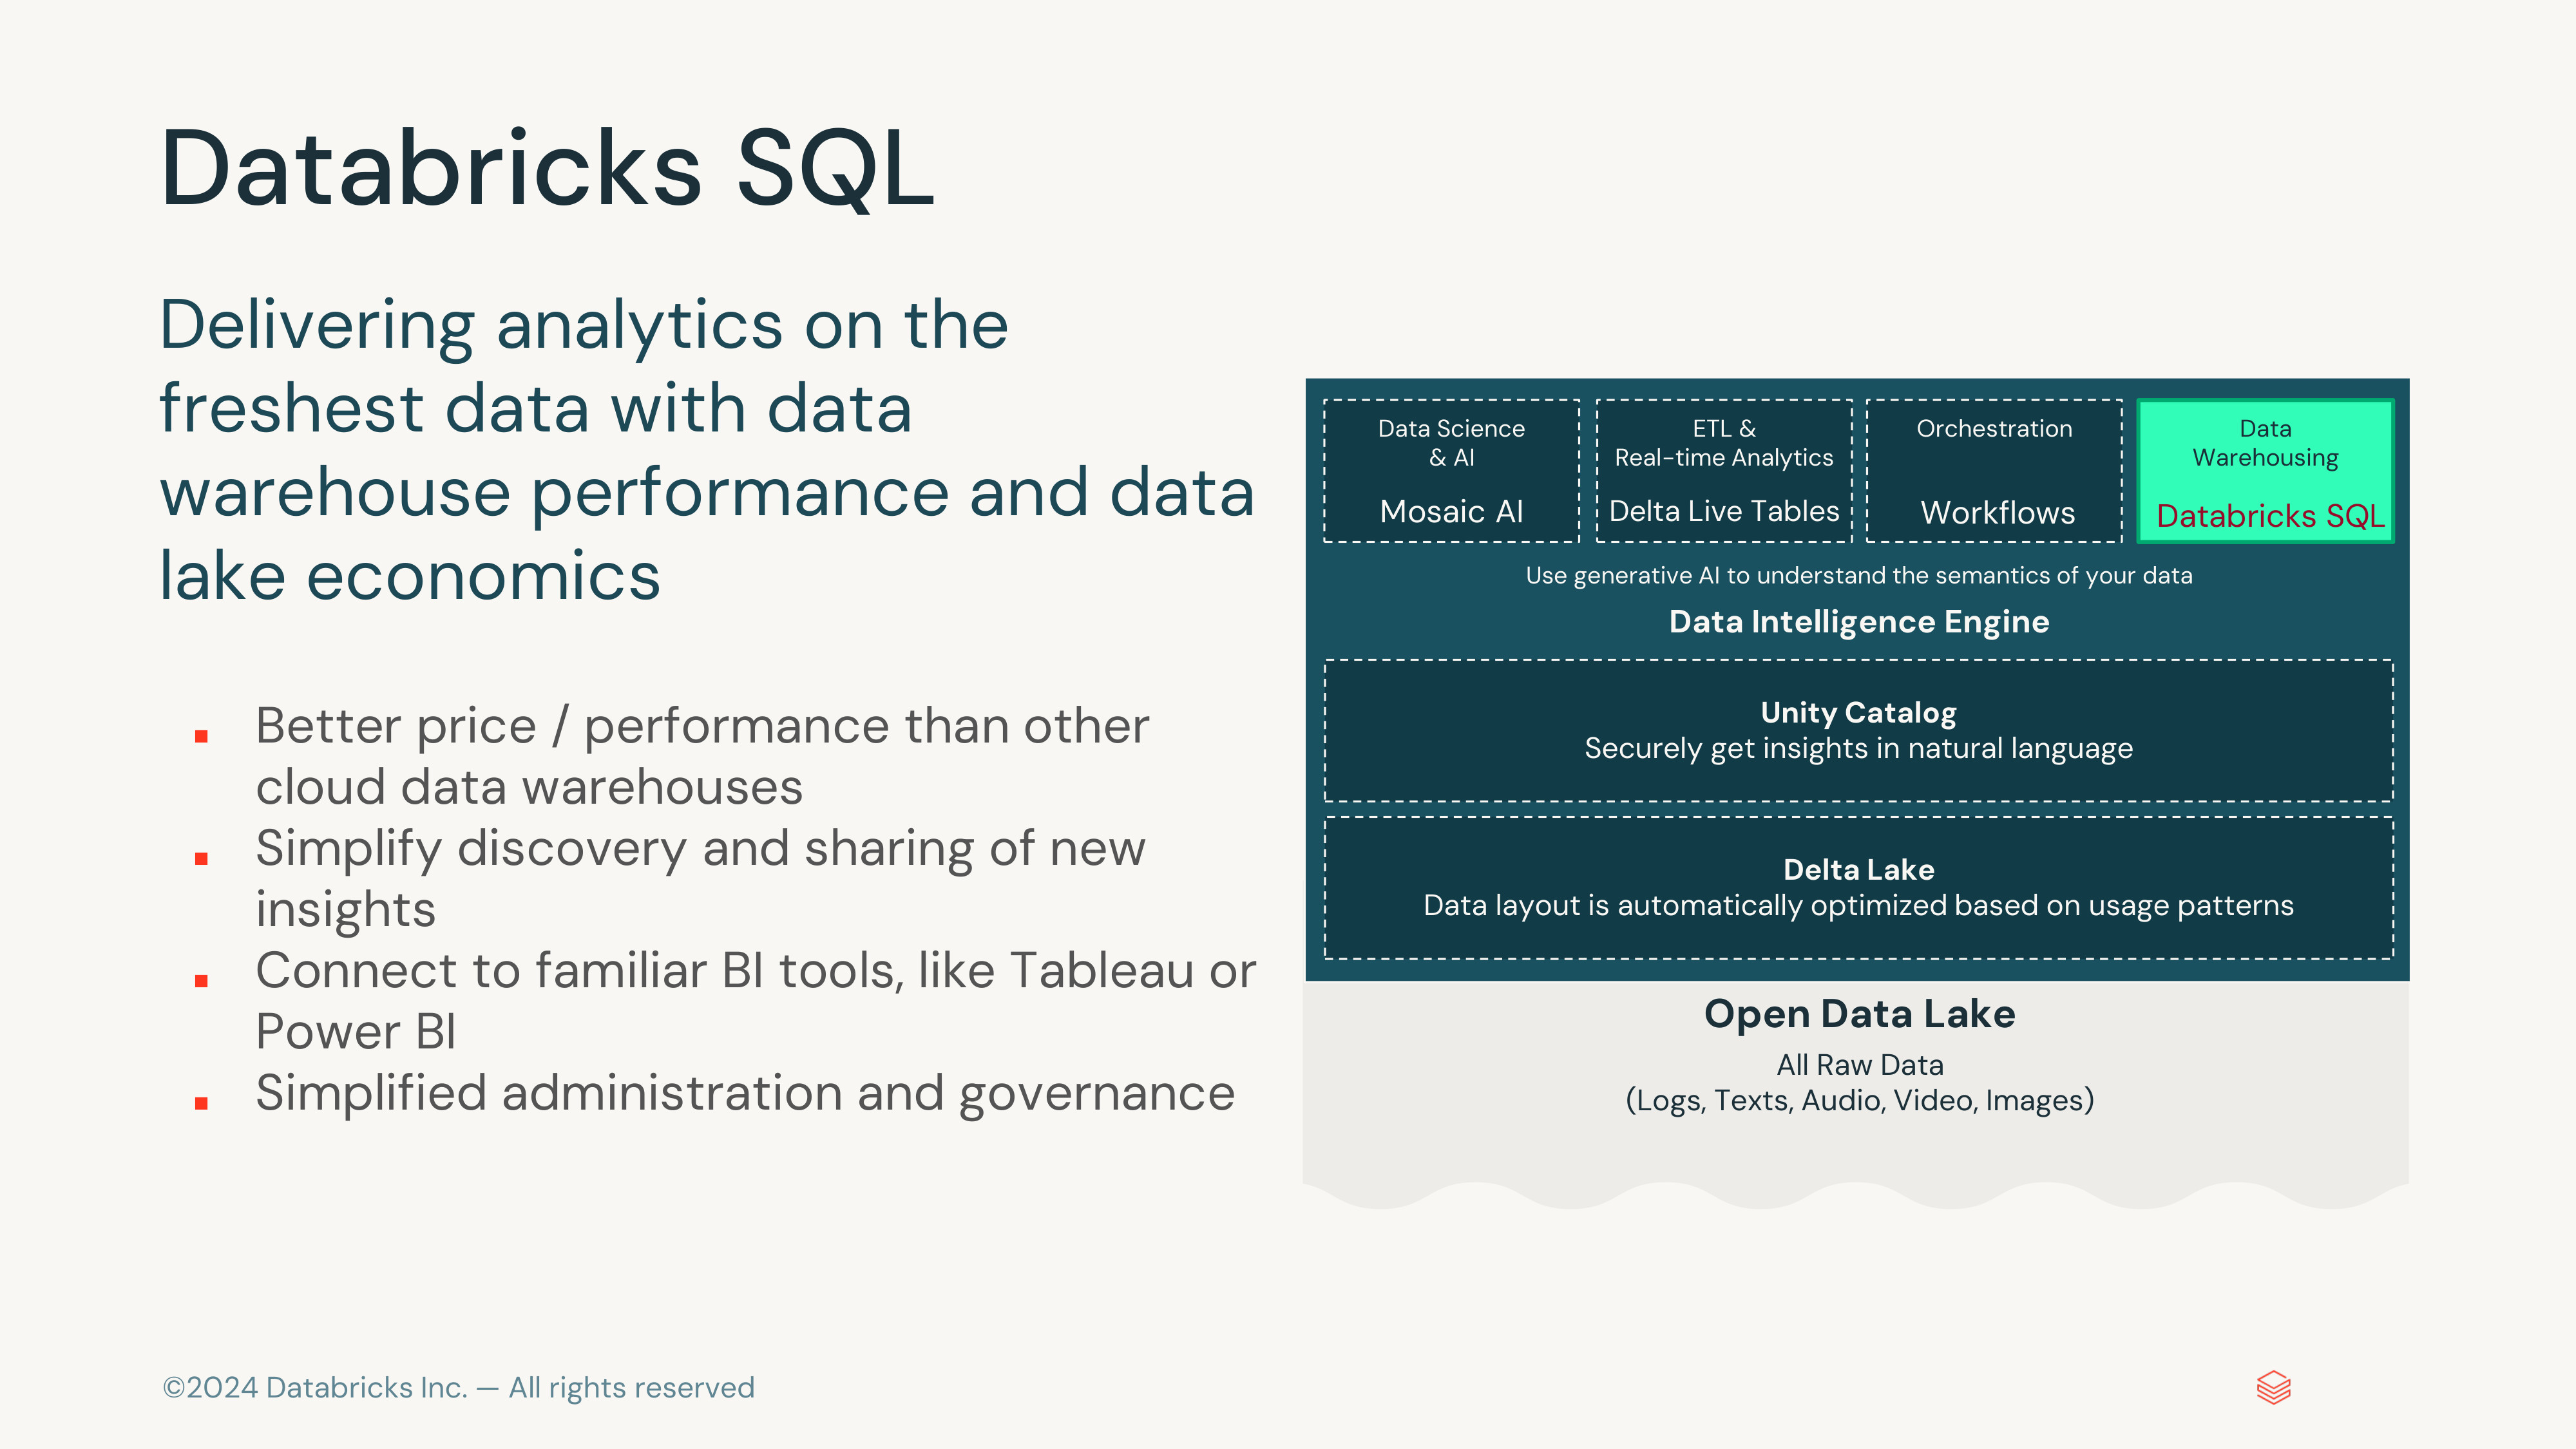 Databricks SQL
Delivering analytics on the
freshest data with data
warehouse performance and data
lake economics
Better price / performance than other
cloud data warehouses
Simplify discovery and sharing of new
insights
Connect to familiar BI tools, like Tableau or
Power BI
Simplified administration and governance
Data Science
& AI
Mosaic AI
ETL &
Real-time Analytics
Delta Live Tables
Orchestration
Workflows
Data
Warehousing
Databricks SQL
Use generative AI to understand the semantics of your data
Data Intelligence Engine
Unity Catalog
Securely get insights in natural language
Delta Lake
Data layout is automatically optimized based on usage patterns
Open Data Lake
All Raw Data
(Logs, Texts, Audio, Video, Images)
©2024 Databricks Inc. — All rights reserved